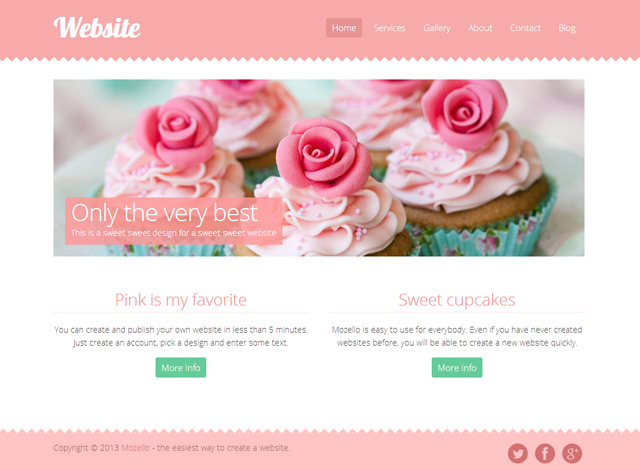 Website
Home Services Gallery About Contact Blog
Only the very best
This is a sweet sweet design for a sweet sweet website
Pink is my favorite
You can create and publish your own website in less than 5 minutes.
Just create an account, pick a design and enter some text.
More Info
Sweet cupcakes
Mozello is easy to use for everybody. Even if you have never created
websites before, you will be able to create a new website quickly.
More Info
Copyright © 2013 Mozello - the easiest way to create a website.
f g+